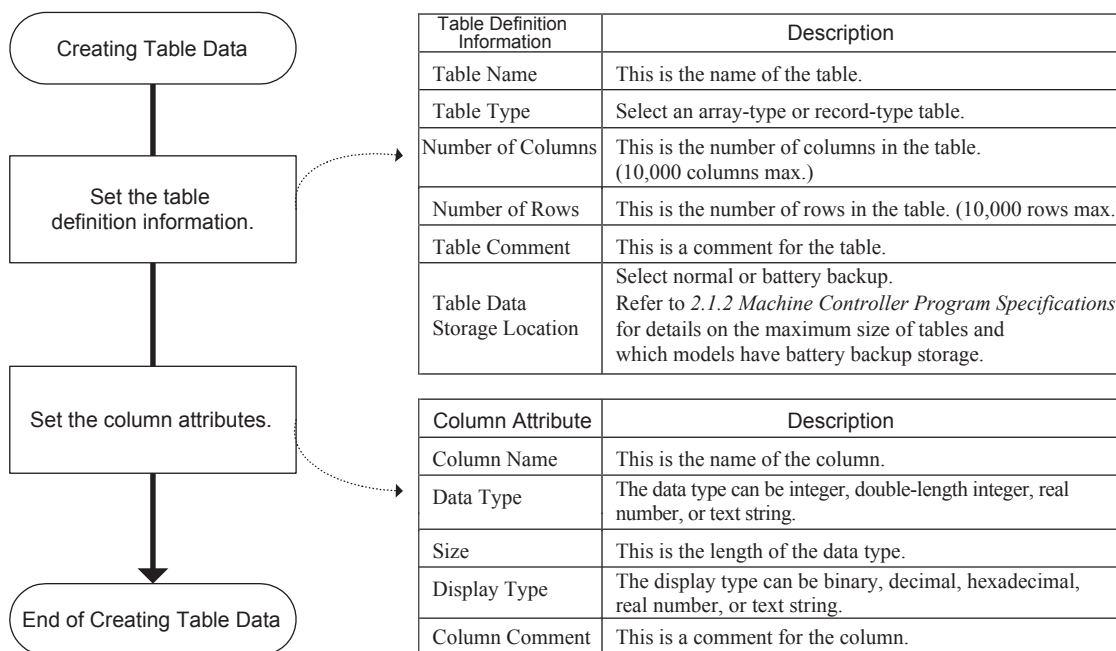 Creating Table Data
Set the table
definition information.
Set the column attributes.
End of Creating Table Data
Table Definition
Information
Description
Table Name
This is the name of the table.
Table Type
Select an array-type or record-type table.
Number of Columns
This is the number of columns in the table.
(10,000 columns max.)
Number of Rows
This is the number of rows in the table. (10,000 rows max.
Table Comment
This is a comment for the table.
Table Data
Storage Location
Select normal or battery backup.
Refer to 2.1.2 Machine Controller Program Specifications
for details on the maximum size of tables and
which models have battery backup storage.
Column Attribute
Description
Column Name
This is the name of the column.
Data Type
The data type can be integer, double-length integer, real
number, or text string.
Size
This is the length of the data type.
Display Type
The display type can be binary, decimal, hexadecimal,
real number, or text string.
Column Comment
This is a comment for the column.